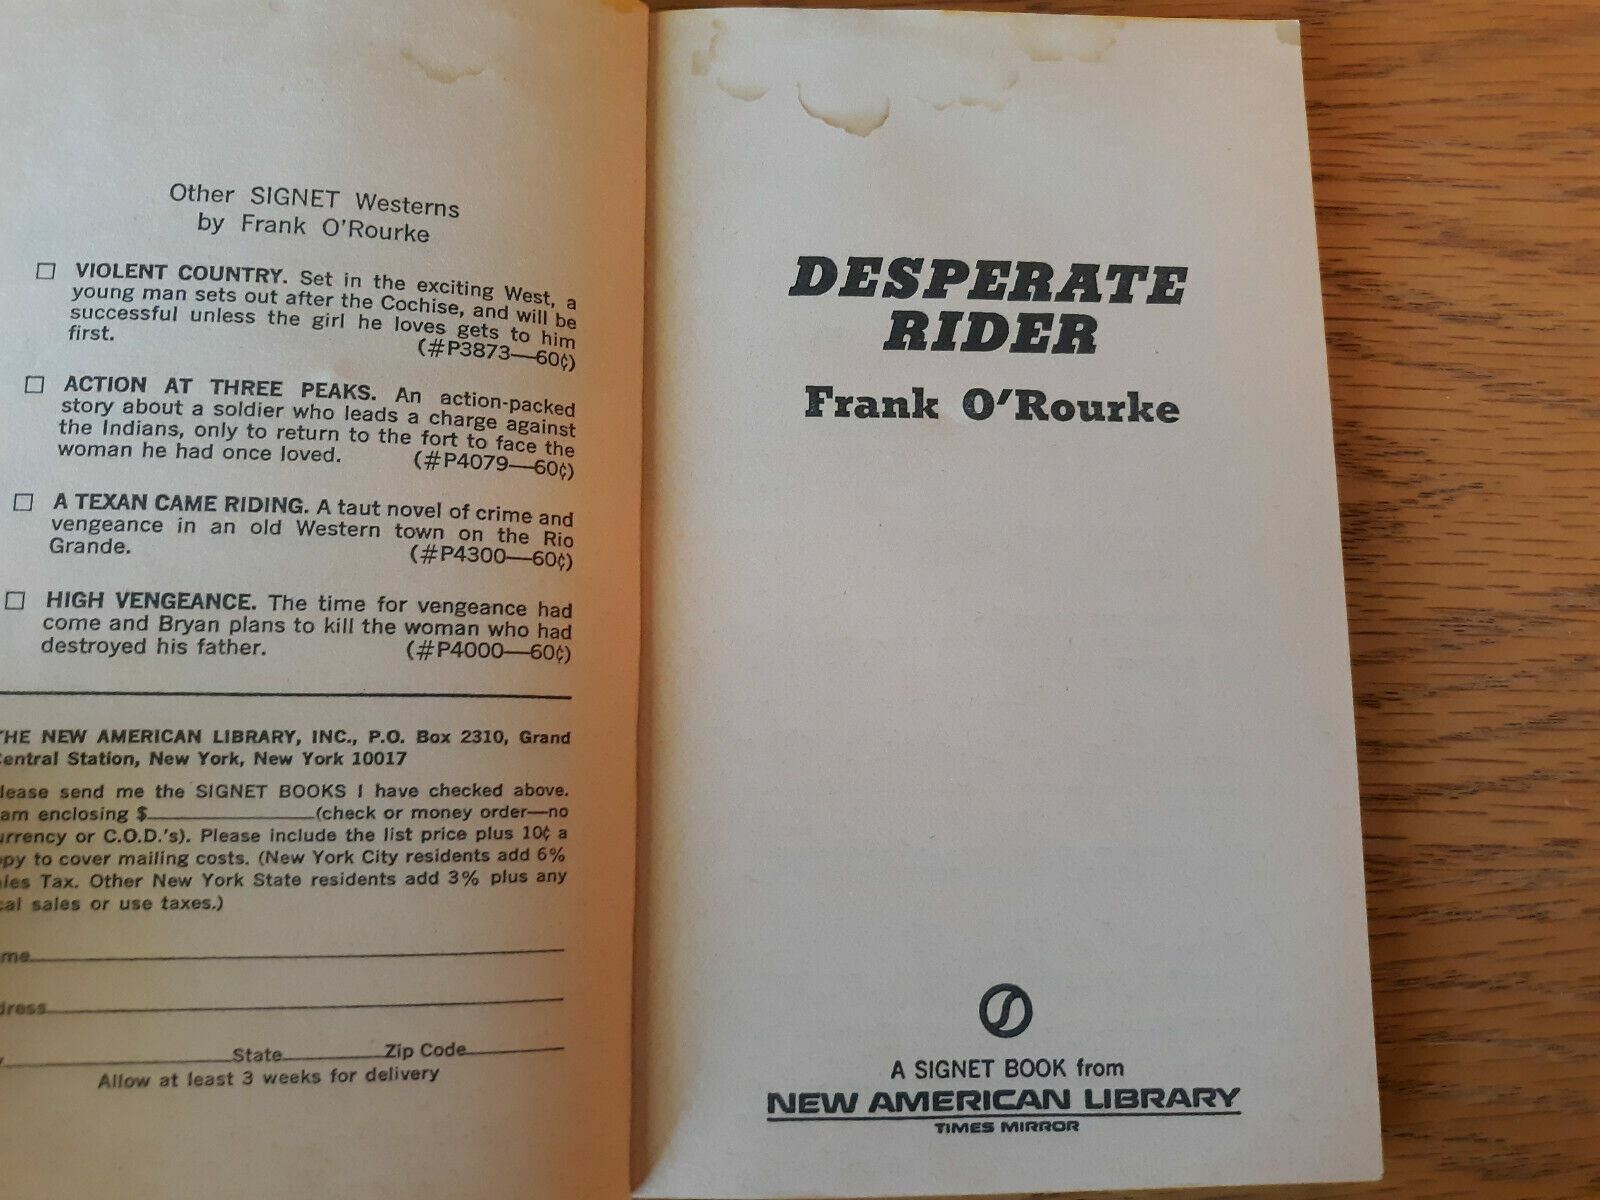 Other SIGNET Westerns
by Frank O'Rourke
☐ VIOLENT COUNTRY. Set in the exciting West, a
young man sets out after the Cochise, and will be
successful unless the girl he loves gets to him
first. (#P3873—60¢)
☐ ACTION AT THREE PEAKS. An action-packed
story about a soldier who leads a charge against
the Indians, only to return to the fort to face the
woman he had once loved. (#P4079—60¢)
☐ A TEXAN CAME RIDING. A taut novel of crime and
vengeance in an old Western town on the Rio
Grande. (#P4300—60¢)
☐ HIGH VENGEANCE. The time for vengeance had
come and Bryan plans to kill the woman who had
destroyed his father. (#P4000—60¢)
THE NEW AMERICAN LIBRARY, INC., P.O. Box 2310, Grand
entral Station, New York, New York 10017
lease send me the SIGNET BOOKS I have checked above.
am enclosing $ (check or money order—no
urrency or C.O.D.'s). Please include the list price plus 10¢ a
opy to cover mailing costs. (New York City residents add 6%
ales Tax. Other New York State residents add 3% plus any
cal sales or use taxes.)
me
dress
State Zip Code
Allow at least 3 weeks for delivery
DESPERATE
RIDER
Frank O'Rourke
A SIGNET BOOK from
NEW AMERICAN LIBRARY
TIMES MIRROR